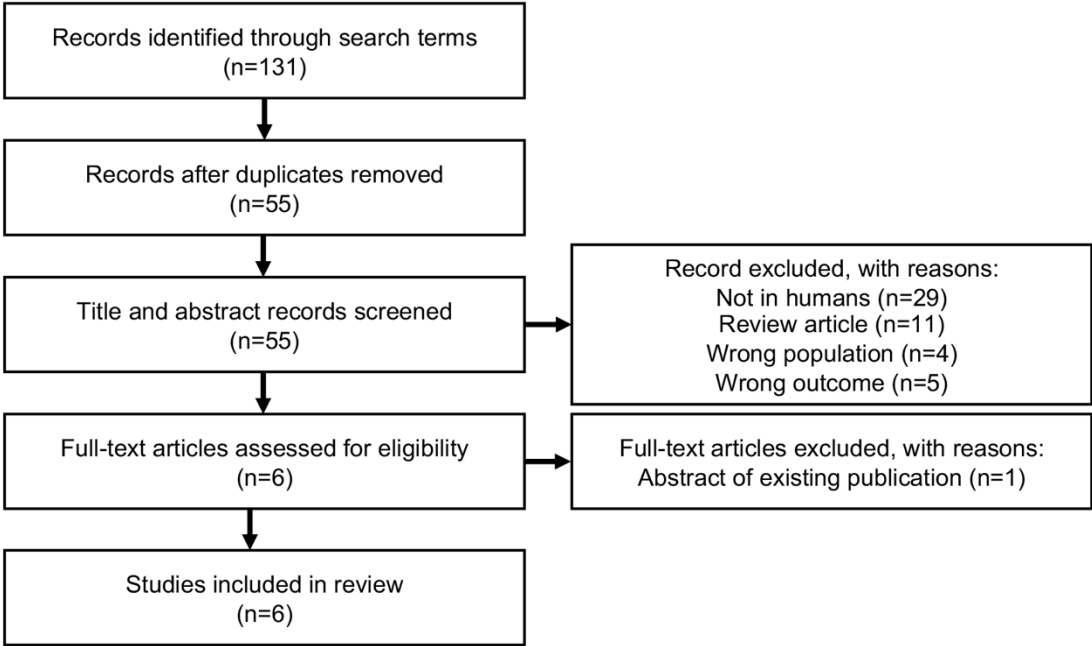 Records identified through search terms
(n=131)
Records after duplicates removed
(n=55)
Title and abstract records screened
(n=55)
Record excluded, with reasons:
Not in humans (n=29)
Review article (n=11)
Wrong population (n=4)
Wrong outcome (n=5)
Full-text articles assessed for eligibility
(n=6)
Full-text articles excluded, with reasons:
Abstract of existing publication (n=1)
Studies included in review
(n=6)